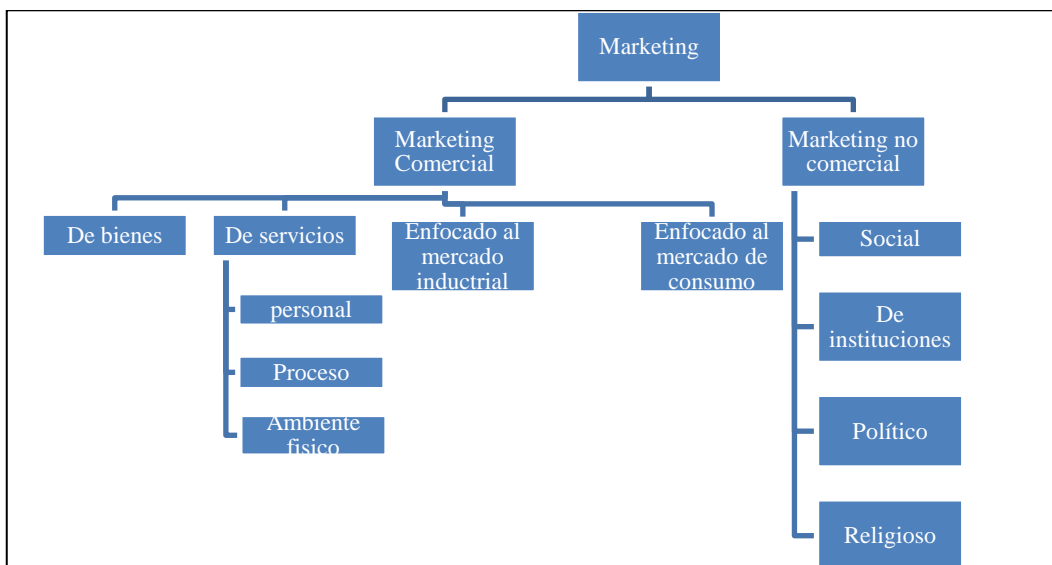 Marketing
Marketing
Comercial
Marketing no
comercial
De bienes
De servicios
Enfocado al
mercado
inductrial
Enfocado al
mercado de
consumo
personal
Proceso
Ambiente
fisico
Social
De
instituciones
Político
Religioso